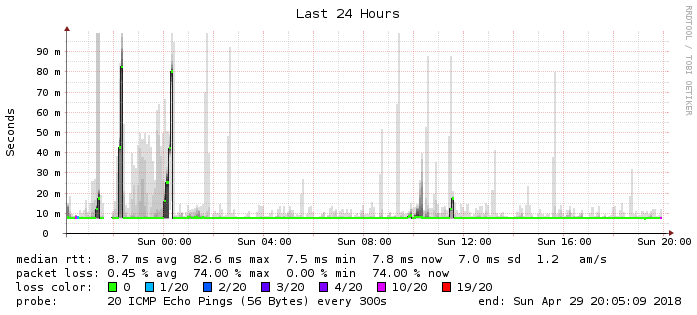 Last 24 Hours
RRDTOOL / TOBI OETIKER
Seconds
90 m
80 m
70 m
60 m
50 m
40 m
30 m
20 m
10 m
0
Sun 00:00 Sun 04:00 Sun 08:00 Sun 12:00 Sun 16:00 Sun 20:00
median rtt: 8.7 ms avg 82.6 ms max 7.5 ms min 7.8 ms now 7.0 ms sd 1.2 am/s
packet loss: 0.45 % avg 74.00 % max 0.00 % min 74.00 % now
loss color: 0 1/20 2/20 3/20 4/20 10/20 19/20
probe: 20 ICMP Echo Pings (56 Bytes) every 300s end: Sun Apr 29 20:05:09 2018